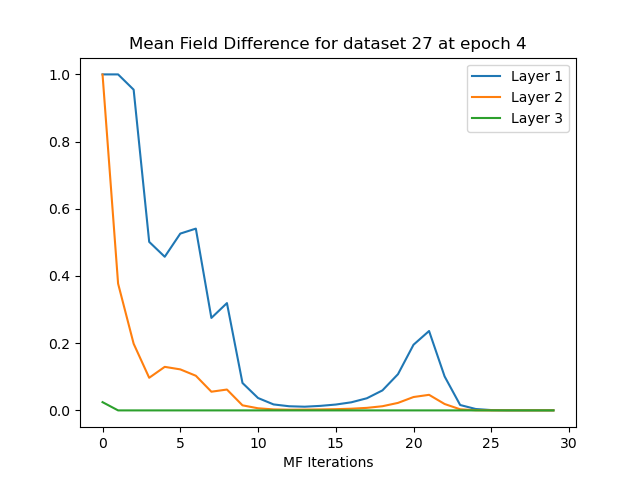 Mean Field Difference for dataset 27 at epoch 4
Layer 1
Layer 2
Layer 3
1.0
0.8
0.6
0.4
0.2
0.0
0 5 10 15 20 25 30
MF Iterations